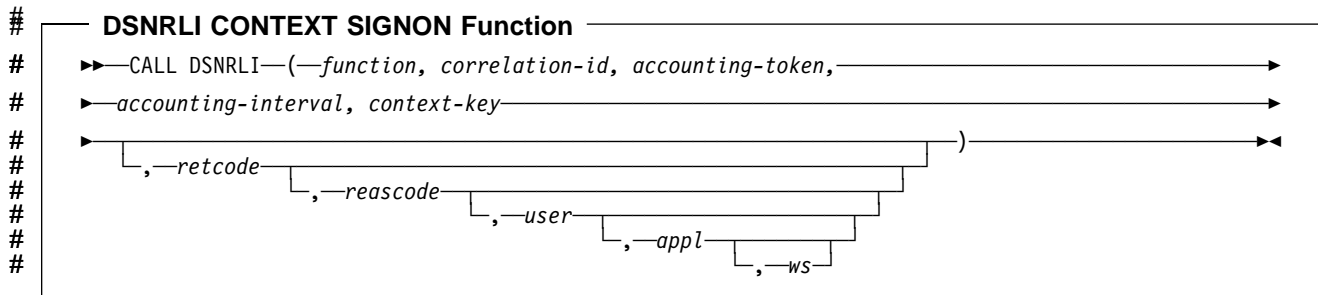 #
# DSNRLI CONTEXT SIGNON Function
# ►►—CALL DSNRLI—(—function, correlation-id, accounting-token,—►
# ►—accounting-interval, context-key—►
# ►—)—►◄
# ,—retcode
# ,—reascode
# ,—user
# ,—appl
# ,—ws